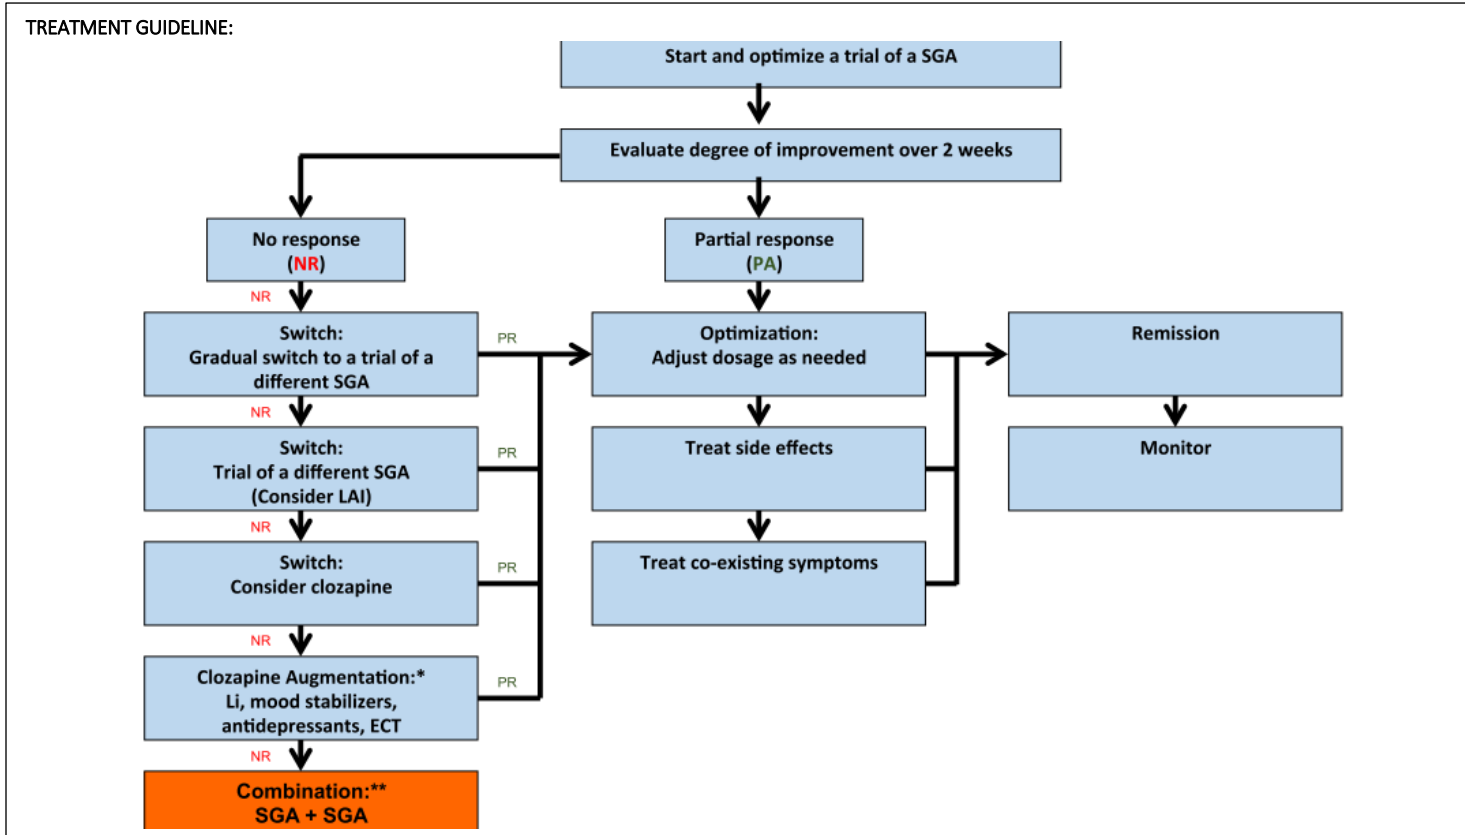 TREATMENT GUIDELINE:
Start and optimize a trial of a SGA
Evaluate degree of improvement over 2 weeks
No response
(NR)
Partial response
(PA)
NR
Switch:
Gradual switch to a trial of a
different SGA
PR
Optimization:
Adjust dosage as needed
Remission
NR
Switch:
Trial of a different SGA
(Consider LAI)
PR
Treat side effects
Monitor
NR
Switch:
Consider clozapine
PR
Treat co-existing symptoms
NR
Clozapine Augmentation:*
Li, mood stabilizers,
antidepressants, ECT
PR
NR
Combination:**
SGA + SGA